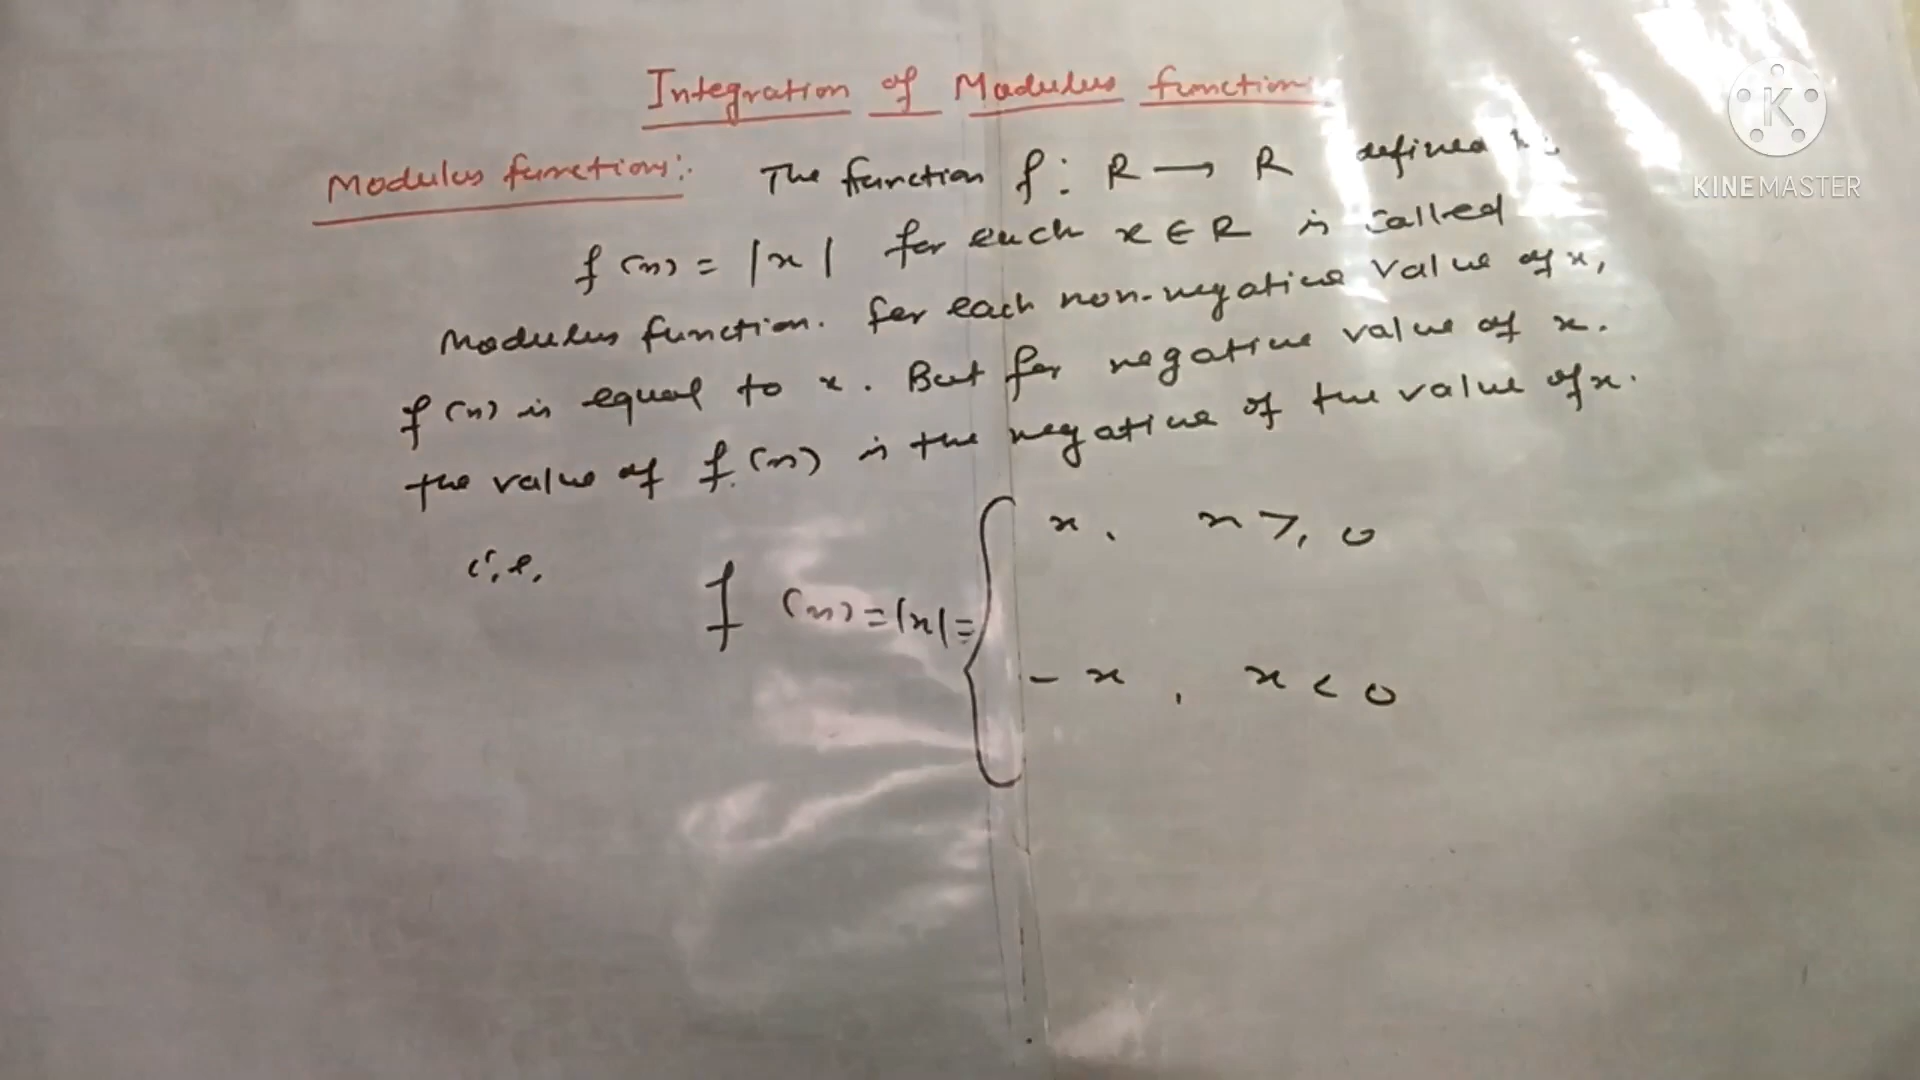 Integration of Modulus function
Modulus function:. The function f : R → R defined
f(x) = |x| for each x ∈ R is called
Modulus function. for each non-negative value of x,
f(x) is equal to x. But for negative value of x.
the value of f(x) is the negative of the value of x.
i.e. f(x) = |x| = { x, x ≥ 0
- x, x < 0
K
KINEMASTER